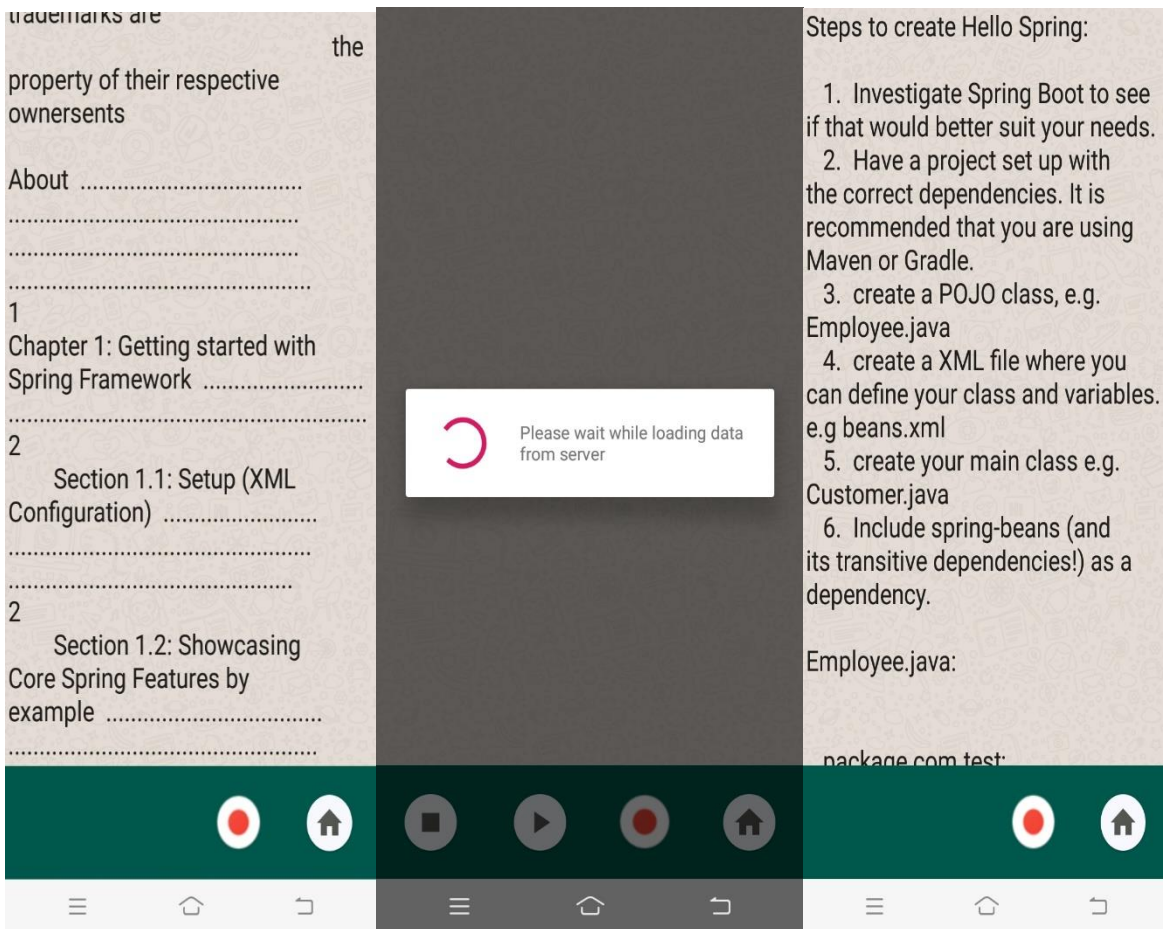 trademarks are
the
property of their respective
ownersents
About ...................................
..............................................
..............................................
................................................
1
Chapter 1: Getting started with
Spring Framework ..............................
.........................................................
2
Section 1.1: Setup (XML
Configuration) .........................
................................................
.............................................
2
Section 1.2: Showcasing
Core Spring Features by
example ...................................
.................................................
Please wait while loading data
from server
Steps to create Hello Spring:
1. Investigate Spring Boot to see
if that would better suit your needs.
2. Have a project set up with
the correct dependencies. It is
recommended that you are using
Maven or Gradle.
3. create a POJO class, e.g.
Employee.java
4. create a XML file where you
can define your class and variables.
e.g beans.xml
5. create your main class e.g.
Customer.java
6. Include spring-beans (and
its transitive dependencies!) as a
dependency.
Employee.java:
package com.test;